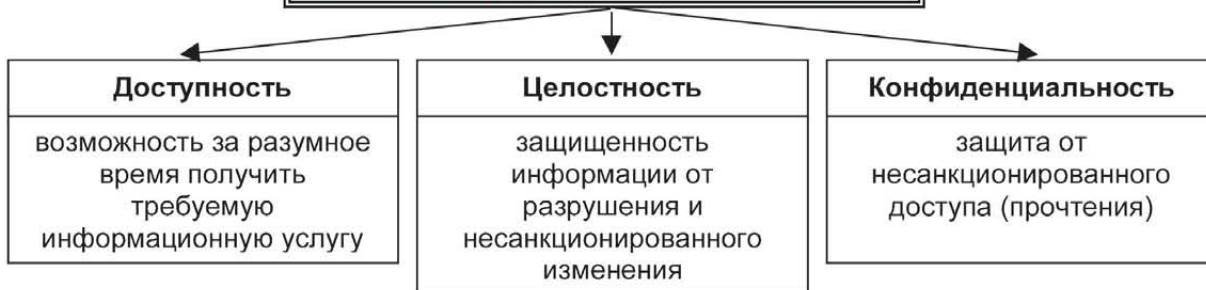 Доступность
возможность за разумное
время получить
требуемую
информационную услугу
Целостность
защищенность
информации от
разрушения и
несанкционированного
изменения
Конфиденциальность
защита от
несанкционированного
доступа (прочтения)